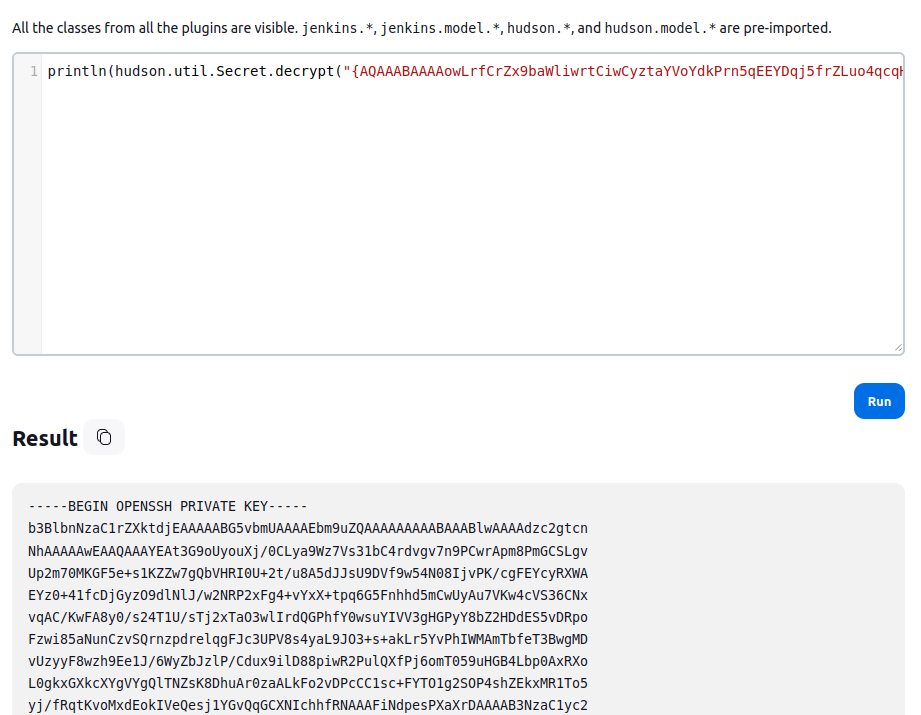 All the classes from all the plugins are visible. jenkins.*, jenkins.model.*, hudson.*, and hudson.model.* are pre-imported.
1 println(hudson.util.Secret.decrypt("{AQAAABAAAAowLrfCrZx9baWliwrtCiwCyztaYVoYdkPrn5qEEYDqj5frZLuo4qcqH
Run
Result
-----BEGIN OPENSSH PRIVATE KEY-----
b3BlbnNzaC1rZXktdjEAAAAABG5vbmUAAAAEbm9uZQAAAAAAAAABAAABlwAAAAdzc2gtcn
NhAAAAAwEAAQAAAYEAt3G9oUyouXj/0CLya9Wz7Vs31bC4rdvgv7n9PCwrApm8PmGCSLgv
Up2m70MKGF5e+s1KZZw7gQbVHRI0U+2t/u8A5dJJsU9DVf9w54N08IjvPK/cgFEYcyRXWA
EYz0+41fcDjGyzO9dlNlJ/w2NRP2xFg4+vYxX+tpq6G5Fnhhd5mCwUyAu7VKw4cVS36CNx
vqAC/KwFA8y0/s24T1U/sTj2xTaO3wlIrdQGPhfY0wsuYIVV3gHGPyY8bZ2HDdES5vDRpo
Fzwi85aNunCzvSQrnzpdrelqgFJc3UPV8s4yaL9JO3+s+akLr5YvPhIWMAmTbfeT3BwgMD
vUzyyF8wzh9Ee1J/6WyZbJzlP/Cdux9ilD88piwR2PulQXfPj6omT059uHGB4Lbp0AxRXo
L0gkxGXkcXYgVYgQlTNZsK8DhuAr0zaALkFo2vDPcCC1sc+FYTO1g2SOP4shZEkxMR1To5
yj/fRqtKvoMxdEokIVeQesj1YGvQqGCXNIchhfRNAAAFiNdpesPXaXrDAAAAB3NzaC1yc2